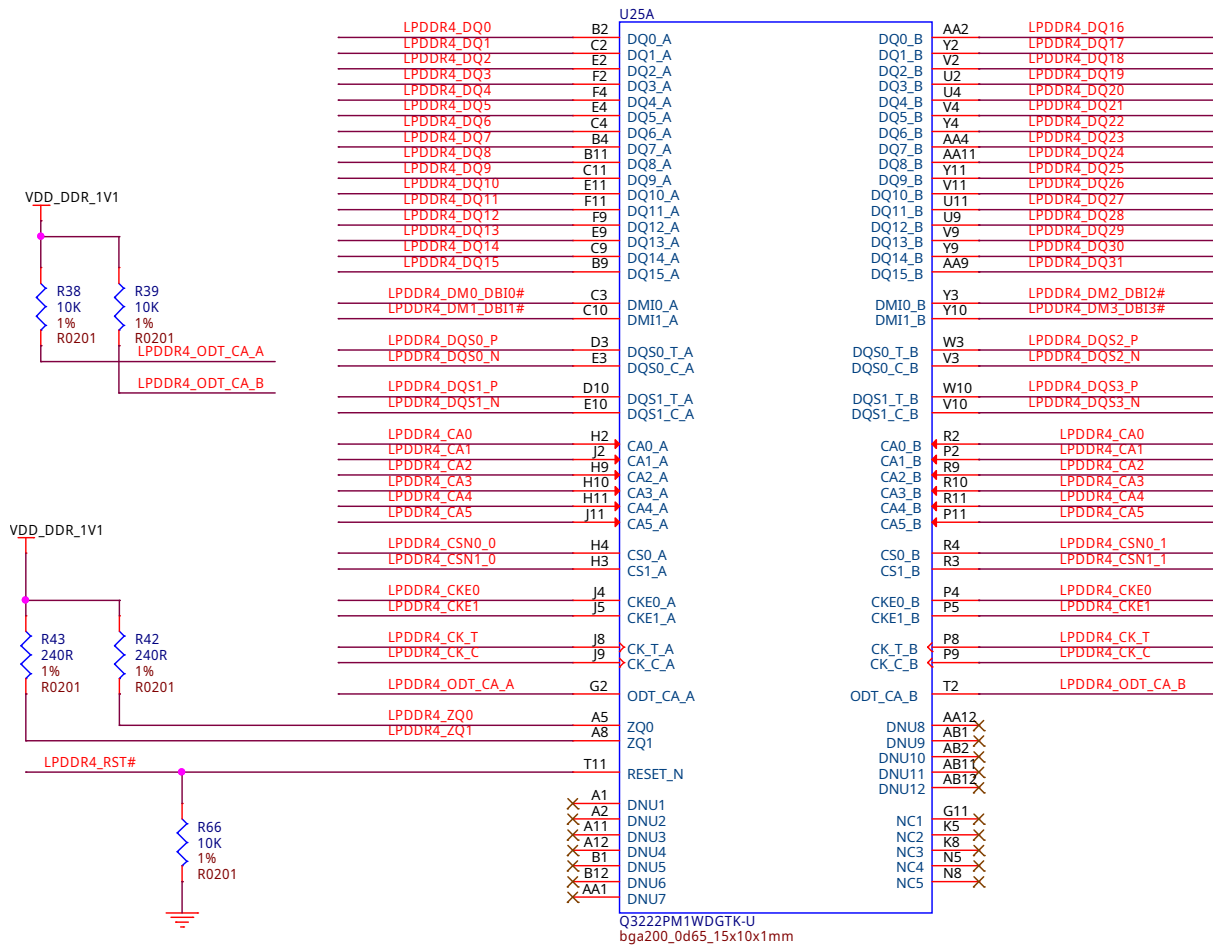 U25A
LPDDR4_DQ0 B2 DQ0_A DQ0_B AA2 LPDDR4_DQ16
LPDDR4_DQ1 C2 DQ1_A DQ1_B Y2 LPDDR4_DQ17
LPDDR4_DQ2 E2 DQ2_A DQ2_B V2 LPDDR4_DQ18
LPDDR4_DQ3 F2 DQ3_A DQ3_B U2 LPDDR4_DQ19
LPDDR4_DQ4 F4 DQ4_A DQ4_B U4 LPDDR4_DQ20
LPDDR4_DQ5 E4 DQ5_A DQ5_B V4 LPDDR4_DQ21
LPDDR4_DQ6 C4 DQ6_A DQ6_B Y4 LPDDR4_DQ22
LPDDR4_DQ7 B4 DQ7_A DQ7_B AA4 LPDDR4_DQ23
LPDDR4_DQ8 B11 DQ8_A DQ8_B AA11 LPDDR4_DQ24
LPDDR4_DQ9 C11 DQ9_A DQ9_B Y11 LPDDR4_DQ25
LPDDR4_DQ10 E11 DQ10_A DQ10_B V11 LPDDR4_DQ26
LPDDR4_DQ11 F11 DQ11_A DQ11_B U11 LPDDR4_DQ27
LPDDR4_DQ12 F9 DQ12_A DQ12_B U9 LPDDR4_DQ28
LPDDR4_DQ13 E9 DQ13_A DQ13_B V9 LPDDR4_DQ29
LPDDR4_DQ14 C9 DQ14_A DQ14_B Y9 LPDDR4_DQ30
LPDDR4_DQ15 B9 DQ15_A DQ15_B AA9 LPDDR4_DQ31
LPDDR4_DM0_DBI0# C3 DMI0_A DMI0_B Y3 LPDDR4_DM2_DBI2#
LPDDR4_DM1_DBI1# C10 DMI1_A DMI1_B Y10 LPDDR4_DM3_DBI3#
LPDDR4_DQS0_P D3 DQS0_T_A DQS0_T_B W3 LPDDR4_DQS2_P
LPDDR4_DQS0_N E3 DQS0_C_A DQS0_C_B V3 LPDDR4_DQS2_N
LPDDR4_DQS1_P D10 DQS1_T_A DQS1_T_B W10 LPDDR4_DQS3_P
LPDDR4_DQS1_N E10 DQS1_C_A DQS1_C_B V10 LPDDR4_DQS3_N
LPDDR4_CA0 H2 CA0_A CA0_B R2 LPDDR4_CA0
LPDDR4_CA1 J2 CA1_A CA1_B P2 LPDDR4_CA1
LPDDR4_CA2 H9 CA2_A CA2_B R9 LPDDR4_CA2
LPDDR4_CA3 H10 CA3_A CA3_B R10 LPDDR4_CA3
LPDDR4_CA4 H11 CA4_A CA4_B R11 LPDDR4_CA4
LPDDR4_CA5 J11 CA5_A CA5_B P11 LPDDR4_CA5
LPDDR4_CSN0_0 H4 CS0_A CS0_B R4 LPDDR4_CSN0_1
LPDDR4_CSN1_0 H3 CS1_A CS1_B R3 LPDDR4_CSN1_1
LPDDR4_CKE0 J4 CKE0_A CKE0_B P4 LPDDR4_CKE0
LPDDR4_CKE1 J5 CKE1_A CKE1_B P5 LPDDR4_CKE1
LPDDR4_CK_T J8 CK_T_A CK_T_B P8 LPDDR4_CK_T
LPDDR4_CK_C J9 CK_C_A CK_C_B P9 LPDDR4_CK_C
LPDDR4_ODT_CA_A G2 ODT_CA_A ODT_CA_B T2 LPDDR4_ODT_CA_B
LPDDR4_ZQ0 A5 ZQ0 DNU8 AA12
LPDDR4_ZQ1 A8 ZQ1 DNU9 AB1
DNU10 AB2
LPDDR4_RST# T11 RESET_N DNU11 AB11
DNU12 AB12
A1 DNU1
A2 DNU2 NC1 G11
A11 DNU3 NC2 K5
A12 DNU4 NC3 K8
B1 DNU5 NC4 N5
B12 DNU6 NC5 N8
AA1 DNU7
Q3222PM1WDGTK-U
bga200_0d65_15x10x1mm
VDD_DDR_1V1
R38 R39
10K 10K
1% 1%
R0201 R0201
LPDDR4_ODT_CA_A
LPDDR4_ODT_CA_B
VDD_DDR_1V1
R43 R42
240R 240R
1% 1%
R0201 R0201
R66
10K
1%
R0201